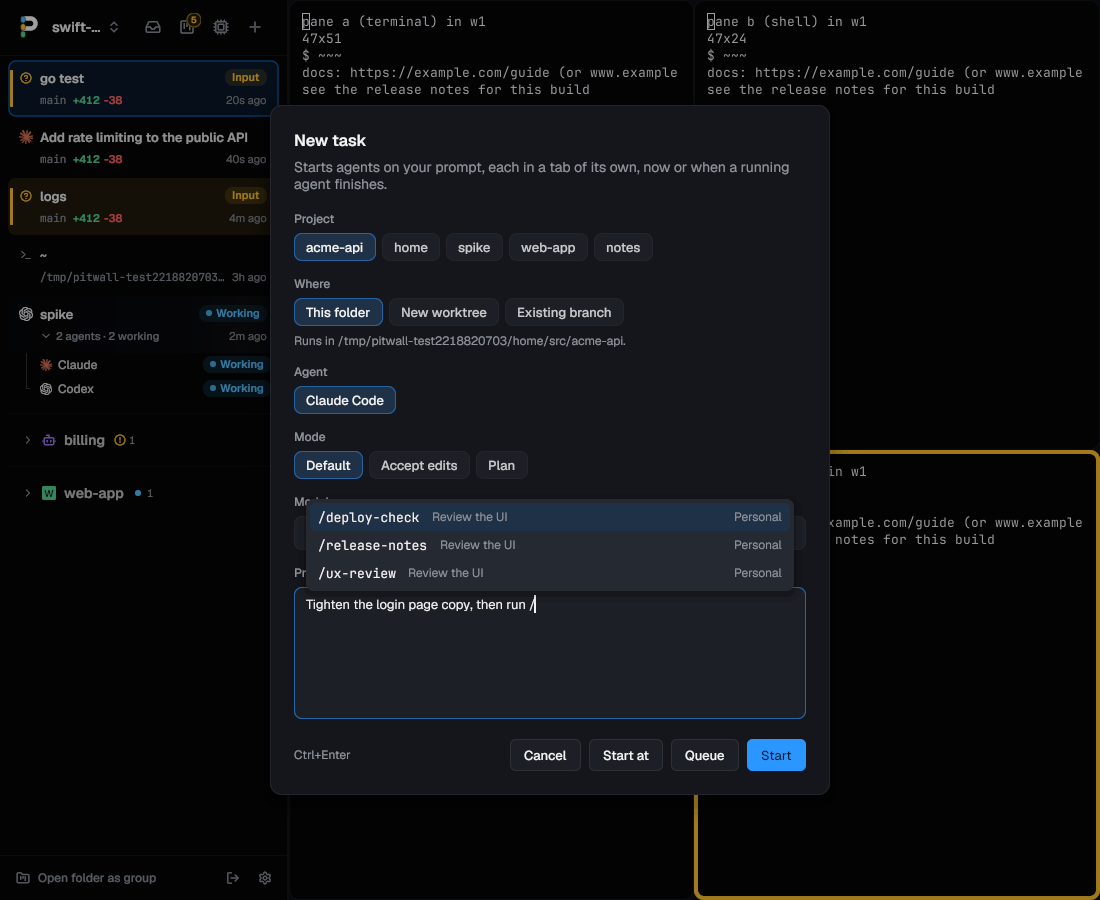 swift-...
5
go test Input
main +412 -38 20s ago
Add rate limiting to the public API
main +412 -38 40s ago
logs Input
main +412 -38 4m ago
~
/tmp/pitwall-test2218820703… 3h ago
spike Working
2 agents · 2 working 2m ago
Claude Working
Codex Working
billing 1
W web-app 1
Open folder as group
pane a (terminal) in w1
47x51
$ ~~~
docs: https://example.com/guide (or www.example
see the release notes for this build
pane b (shell) in w1
47x24
$ ~~~
docs: https://example.com/guide (or www.example
see the release notes for this build
in w1
xample.com/guide (or www.example
notes for this build
New task
Starts agents on your prompt, each in a tab of its own, now or when a running
agent finishes.
Project
acme-api home spike web-app notes
Where
This folder New worktree Existing branch
Runs in /tmp/pitwall-test2218820703/home/src/acme-api.
Agent
Claude Code
Mode
Default Accept edits Plan
/deploy-check Review the UI Personal
/release-notes Review the UI Personal
/ux-review Review the UI Personal
Tighten the login page copy, then run /
Ctrl+Enter Cancel Start at Queue Start